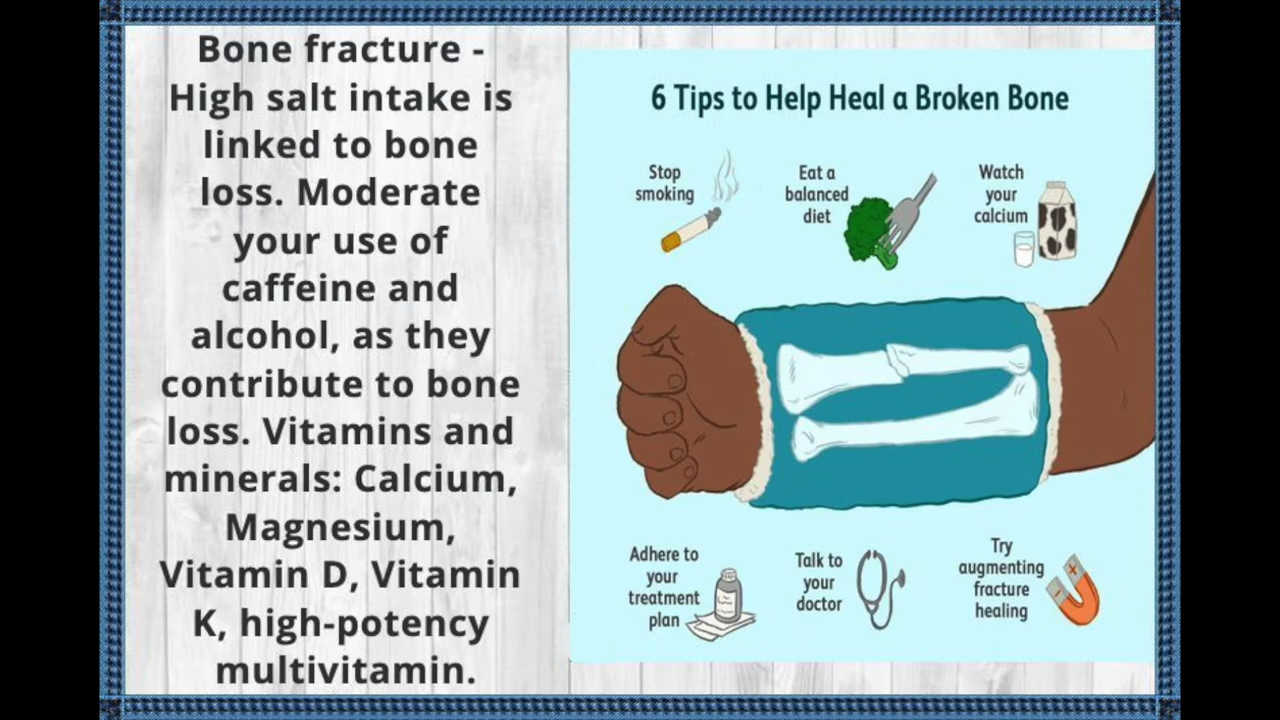 Bone fracture -
High salt intake is
linked to bone
loss. Moderate
your use of
caffeine and
alcohol, as they
contribute to bone
loss. Vitamins and
minerals: Calcium,
Magnesium,
Vitamin D, Vitamin
K, high-potency
multivitamin.
6 Tips to Help Heal a Broken Bone
Stop
smoking
Eat a
balanced
diet
Watch
your
calcium
Adhere to
your
treatment
plan
Talk to
your
doctor
Try
augmenting
fracture
healing